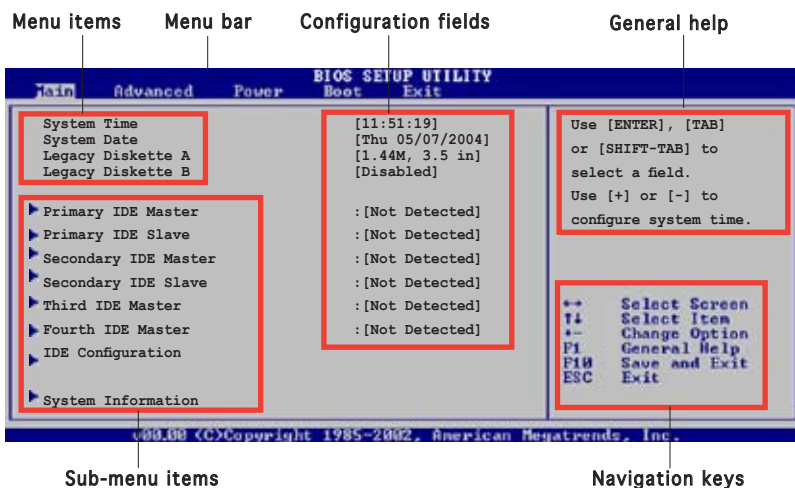 Menu items Menu bar Configuration fields General help
BIOS SETUP UTILITY
Main Advanced Power Boot Exit
System Time [11:51:19]
System Date [Thu 05/07/2004]
Legacy Diskette A [1.44M, 3.5 in]
Legacy Diskette B [Disabled]
Primary IDE Master :[Not Detected]
Primary IDE Slave :[Not Detected]
Secondary IDE Master :[Not Detected]
Secondary IDE Slave :[Not Detected]
Third IDE Master :[Not Detected]
Fourth IDE Master :[Not Detected]
IDE Configuration
System Information
Use [ENTER], [TAB]
or [SHIFT-TAB] to
select a field.
Use [+] or [-] to
configure system time.
↔ Select Screen
↑↓ Select Item
+- Change Option
F1 General Help
F10 Save and Exit
ESC Exit
v00.00 (C)Copyright 1985-2002, American Megatrends, Inc.
Sub-menu items Navigation keys